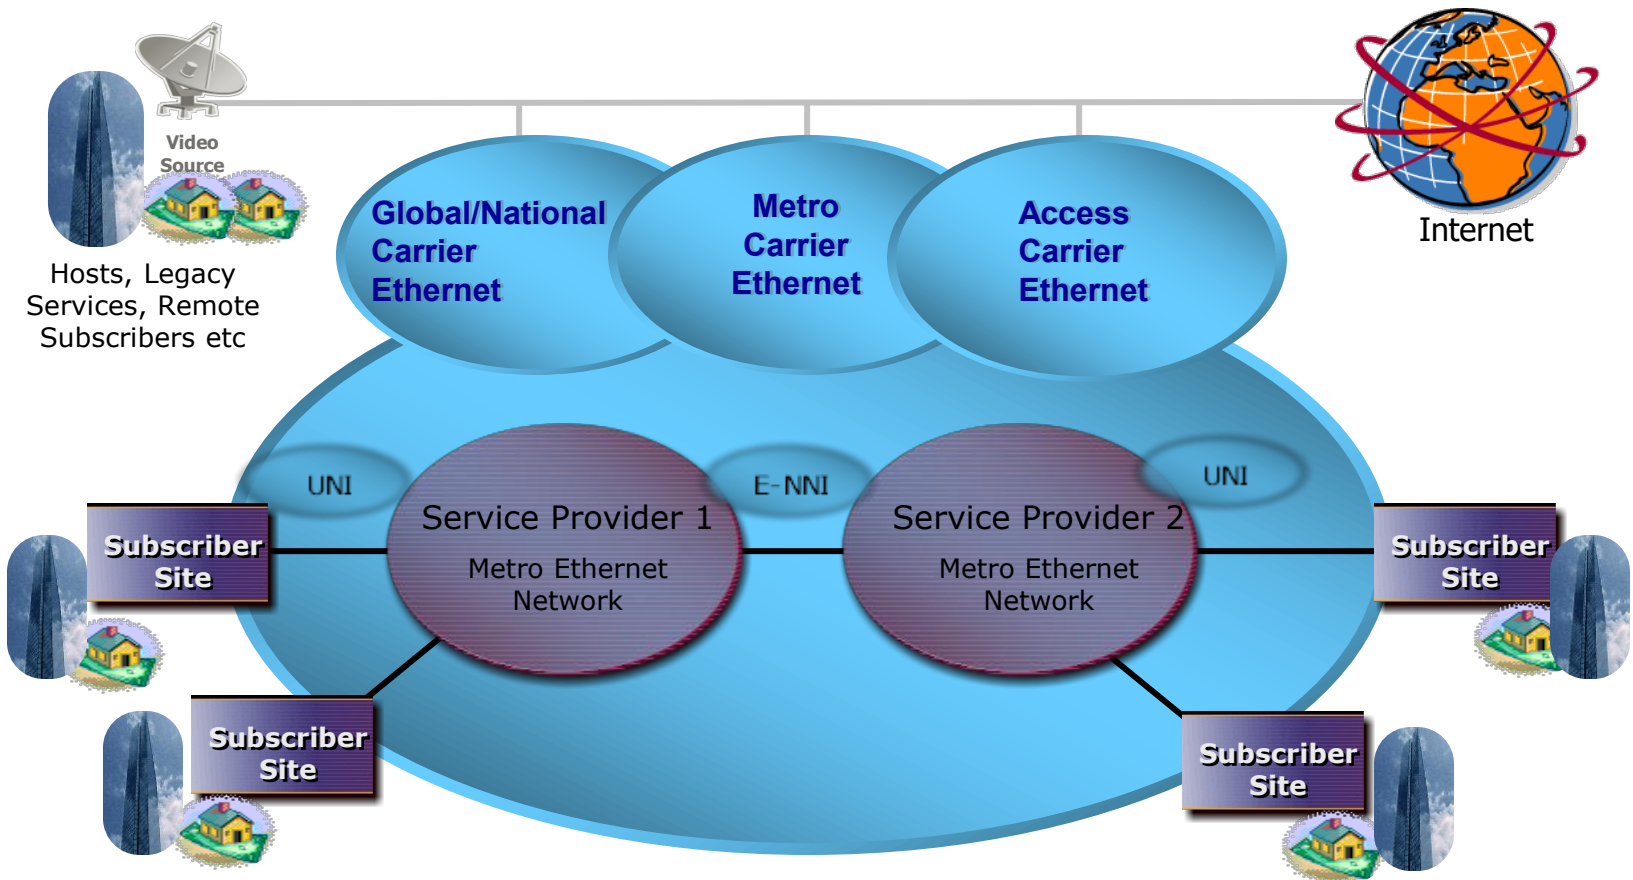 Video
Source
Hosts, Legacy
Services, Remote
Subscribers etc
Global/National
Carrier
Ethernet
Metro
Carrier
Ethernet
Access
Carrier
Ethernet
Internet
UNI
E-NNI
UNI
Service Provider 1
Metro Ethernet
Network
Service Provider 2
Metro Ethernet
Network
Subscriber
Site
Subscriber
Site
Subscriber
Site
Subscriber
Site